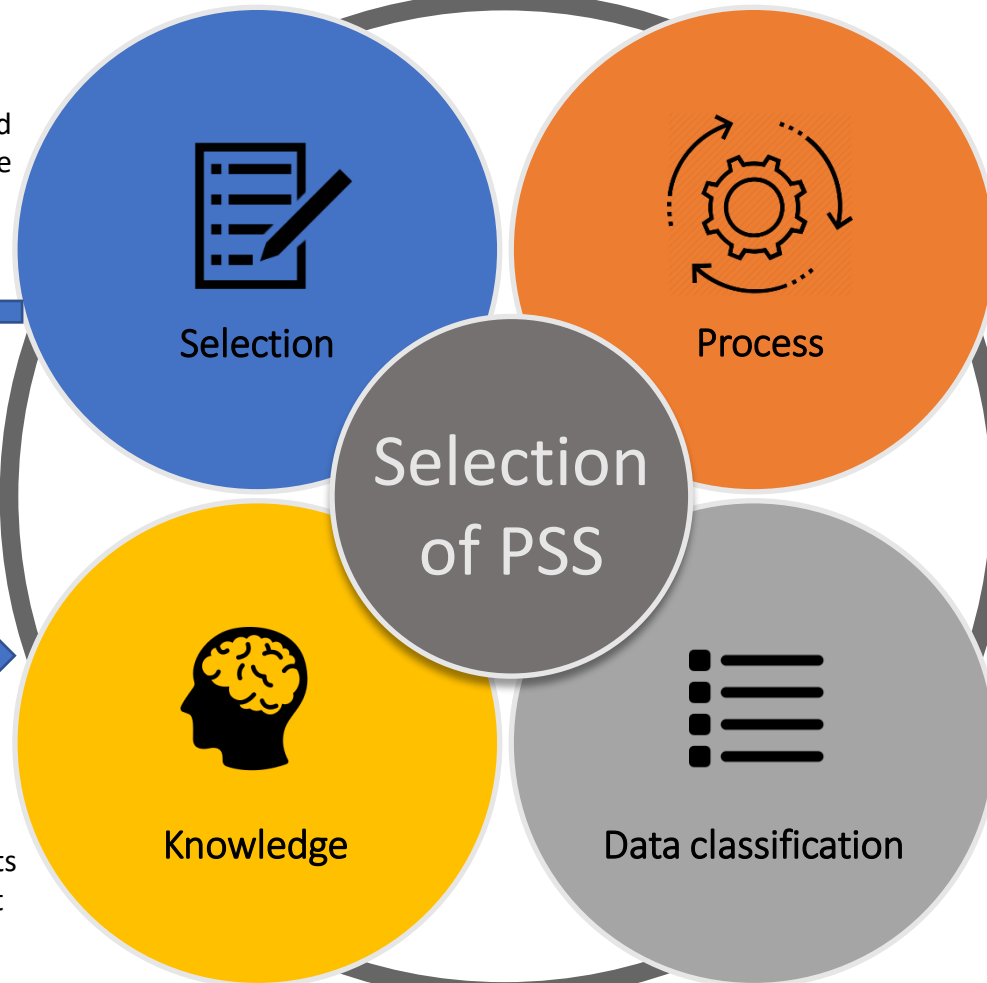 Selection
Process
Selection
of PSS
Knowledge
Data classification